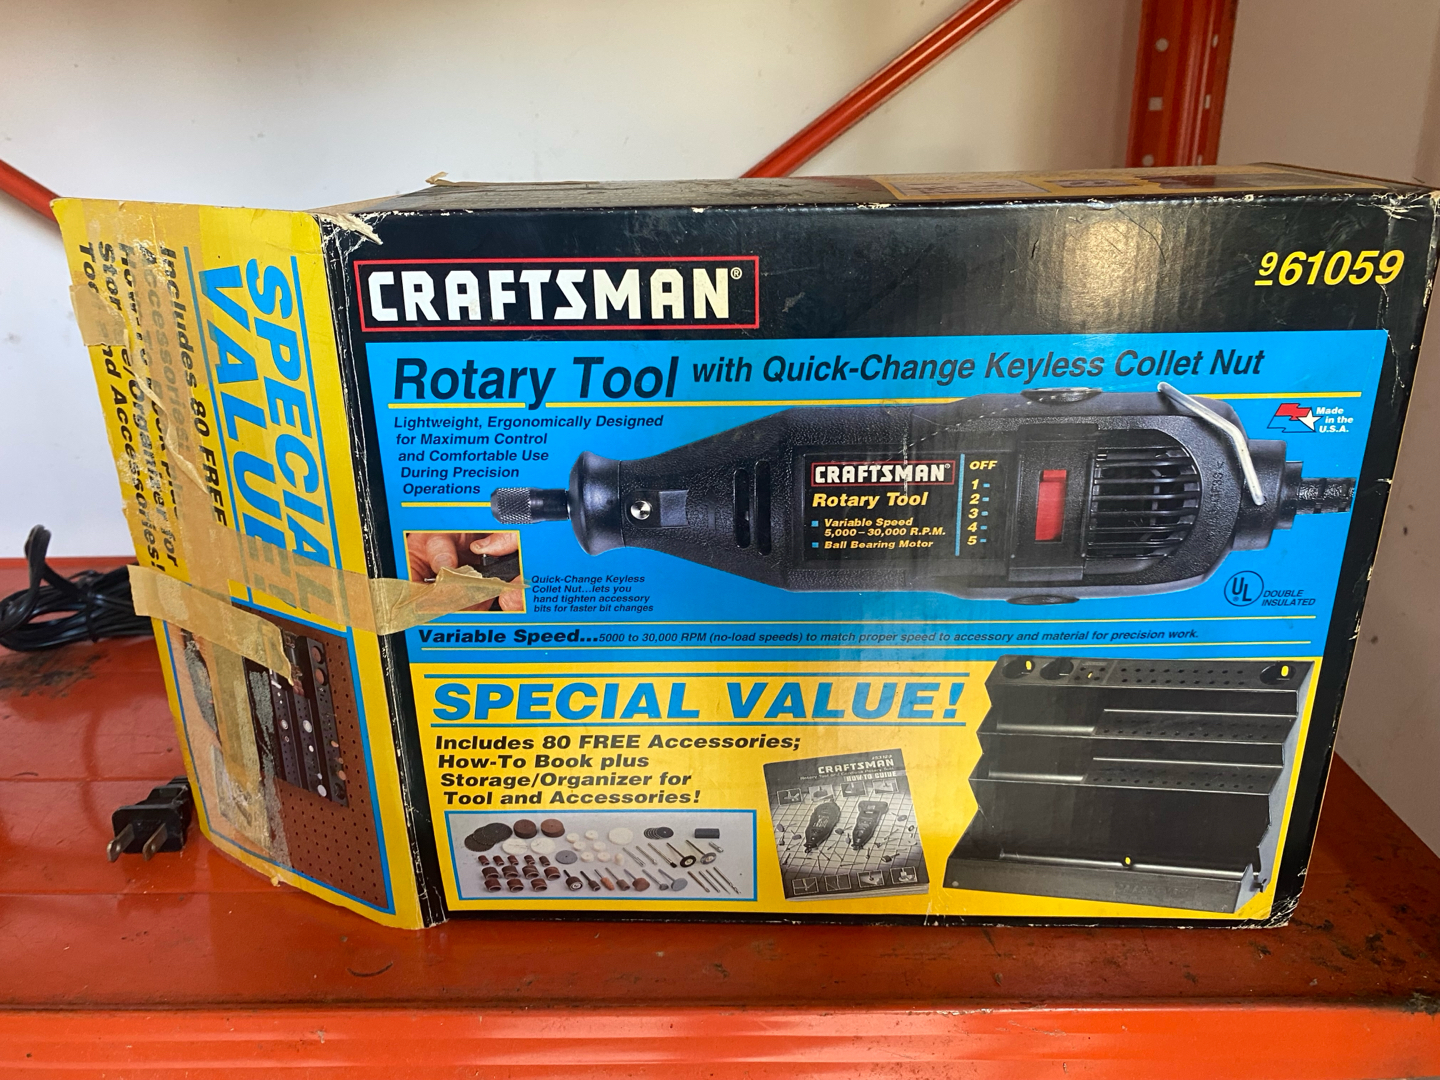 CRAFTSMAN®
961059
Rotary Tool with Quick-Change Keyless Collet Nut
Lightweight, Ergonomically Designed
for Maximum Control
and Comfortable Use
During Precision
Operations
Made
in the
U.S.A.
CRAFTSMAN®
Rotary Tool
Variable Speed
5,000–30,000 R.P.M.
Ball Bearing Motor
OFF
1
2
3
4
5
Quick-Change Keyless
Collet Nut...lets you
hand tighten accessory
bits for faster bit changes
UL
DOUBLE
INSULATED
Variable Speed...5000 to 30,000 RPM (no-load speeds) to match proper speed to accessory and material for precision work.
SPECIAL VALUE!
Includes 80 FREE Accessories;
How-To Book plus
Storage/Organizer for
Tool and Accessories!
CRAFTSMAN
HOW-TO GUIDE
SPECIAL
VALUE!
Includes 80 FREE
for
and Accessories!